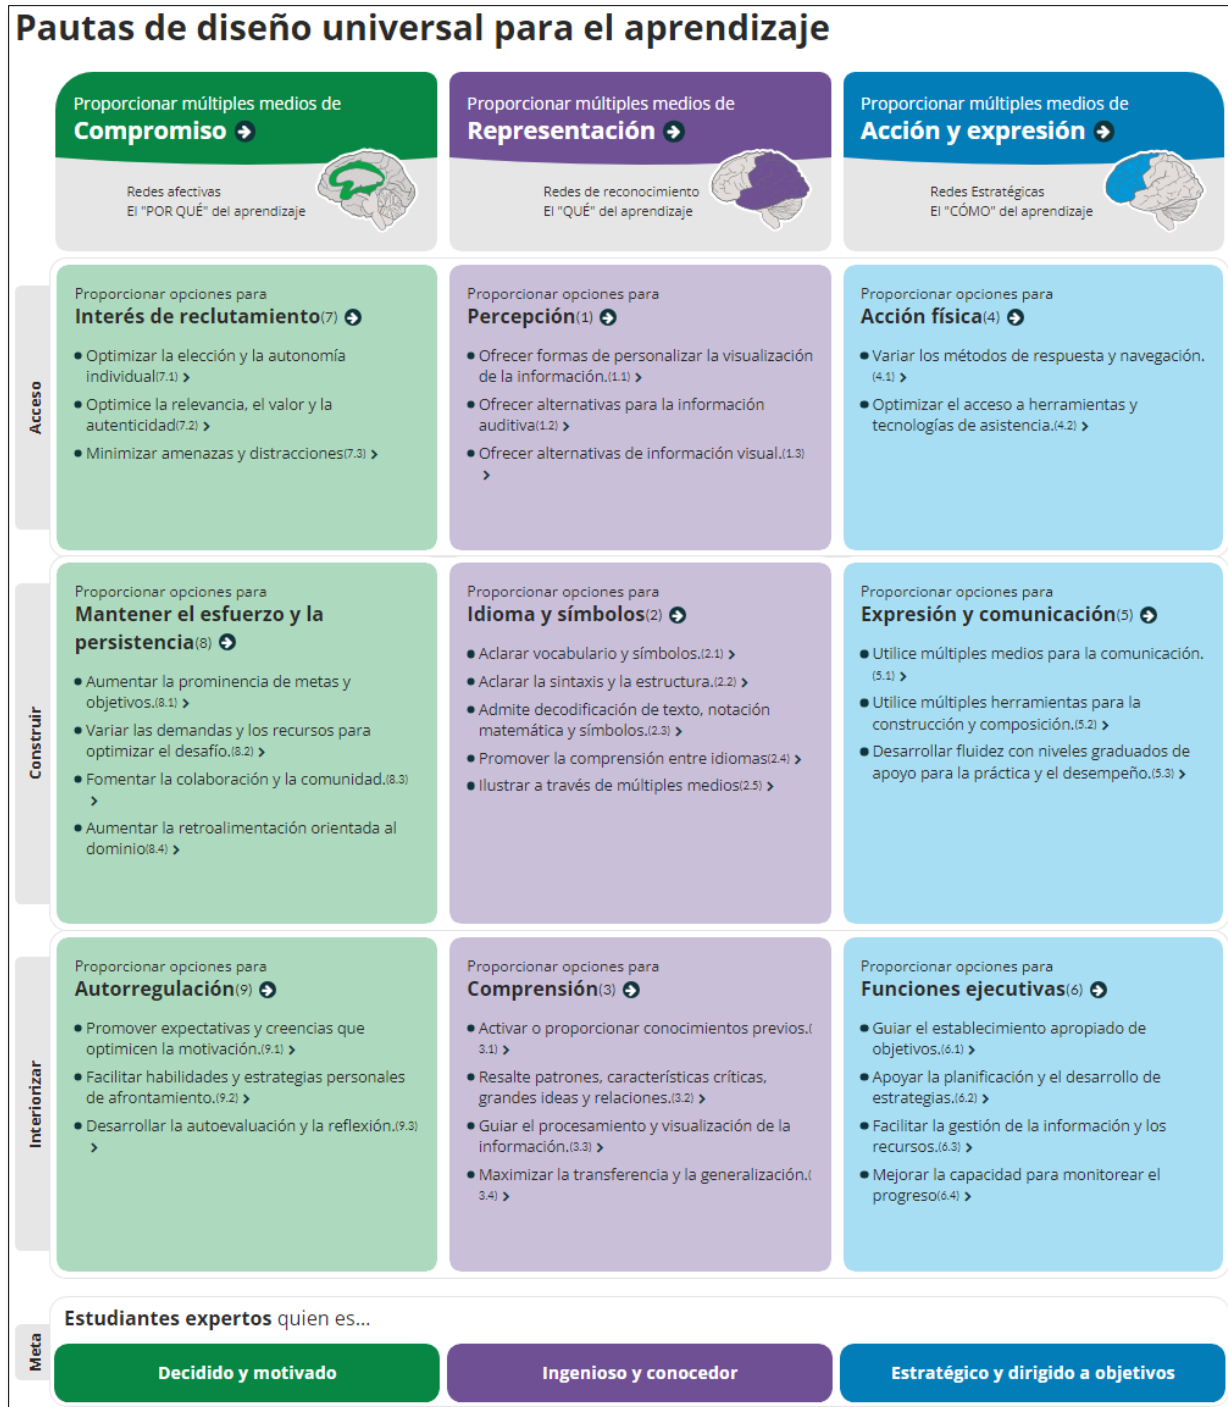 Pautas de diseño universal para el aprendizaje
Proporcionar múltiples medios de
Compromiso
Redes afectivas
El "POR QUÉ" del aprendizaje
Proporcionar múltiples medios de
Representación
Redes de reconocimiento
El "QUÉ" del aprendizaje
Proporcionar múltiples medios de
Acción y expresión
Redes Estratégicas
El "CÓMO" del aprendizaje
Acceso
Proporcionar opciones para
Interés de reclutamiento(7)
Optimizar la elección y la autonomía
individual(7.1)
Optimice la relevancia, el valor y la
autenticidad(7.2)
Minimizar amenazas y distracciones(7.3)
Proporcionar opciones para
Percepción(1)
Ofrecer formas de personalizar la visualización
de la información.(1.1)
Ofrecer alternativas para la información
auditiva(1.2)
Ofrecer alternativas de información visual.(1.3)
Proporcionar opciones para
Acción física(4)
Variar los métodos de respuesta y navegación.
(4.1)
Optimizar el acceso a herramientas y
tecnologías de asistencia.(4.2)
Construir
Proporcionar opciones para
Mantener el esfuerzo y la
persistencia(8)
Aumentar la prominencia de metas y
objetivos.(8.1)
Variar las demandas y los recursos para
optimizar el desafío.(8.2)
Fomentar la colaboración y la comunidad.(8.3)
Aumentar la retroalimentación orientada al
dominio(8.4)
Proporcionar opciones para
Idioma y símbolos(2)
Aclarar vocabulario y símbolos.(2.1)
Aclarar la sintaxis y la estructura.(2.2)
Admite decodificación de texto, notación
matemática y símbolos.(2.3)
Promover la comprensión entre idiomas(2.4)
Ilustrar a través de múltiples medios(2.5)
Proporcionar opciones para
Expresión y comunicación(5)
Utilice múltiples medios para la comunicación.
(5.1)
Utilice múltiples herramientas para la
construcción y composición.(5.2)
Desarrollar fluidez con niveles graduados de
apoyo para la práctica y el desempeño.(5.3)
Interiorizar
Proporcionar opciones para
Autorregulación(9)
Promover expectativas y creencias que
optimicen la motivación.(9.1)
Facilitar habilidades y estrategias personales
de afrontamiento.(9.2)
Desarrollar la autoevaluación y la reflexión.(9.3)
Proporcionar opciones para
Comprensión(3)
Activar o proporcionar conocimientos previos.(
3.1)
Resalte patrones, características críticas,
grandes ideas y relaciones.(3.2)
Guiar el procesamiento y visualización de la
información.(3.3)
Maximizar la transferencia y la generalización.(
3.4)
Proporcionar opciones para
Funciones ejecutivas(6)
Guiar el establecimiento apropiado de
objetivos.(6.1)
Apoyar la planificación y el desarrollo de
estrategias.(6.2)
Facilitar la gestión de la información y los
recursos.(6.3)
Mejorar la capacidad para monitorear el
progreso(6.4)
Meta
Estudiantes expertos quien es...
Decidido y motivado
Ingenioso y conocedor
Estratégico y dirigido a objetivos